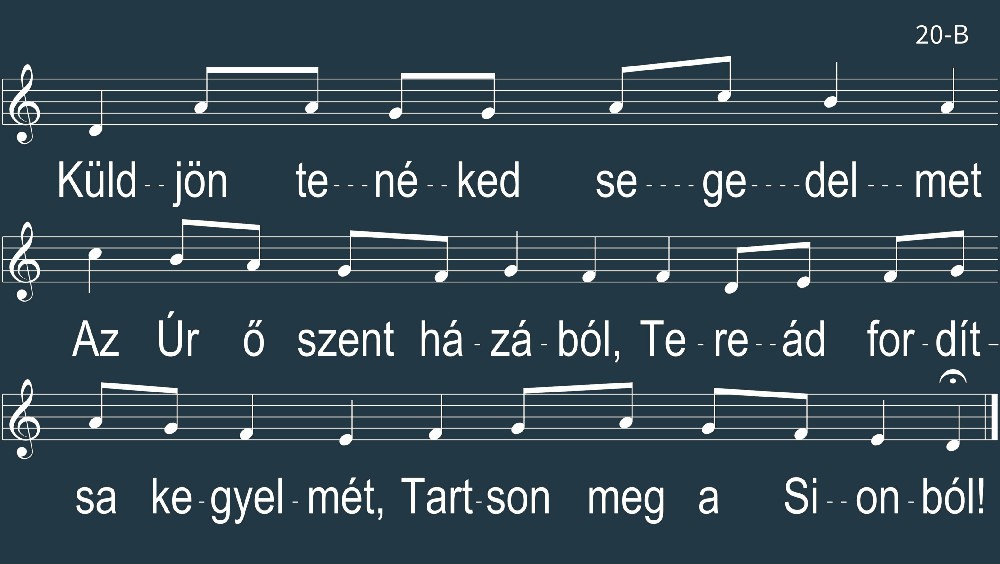 20-B
Küld--jön te---né--ked se----ge----del---met
Az Úr ő szent há-zá-ból, Te-re--ád for-dít-
sa ke-gyel-mét, Tart-son meg a Si--on-ból!